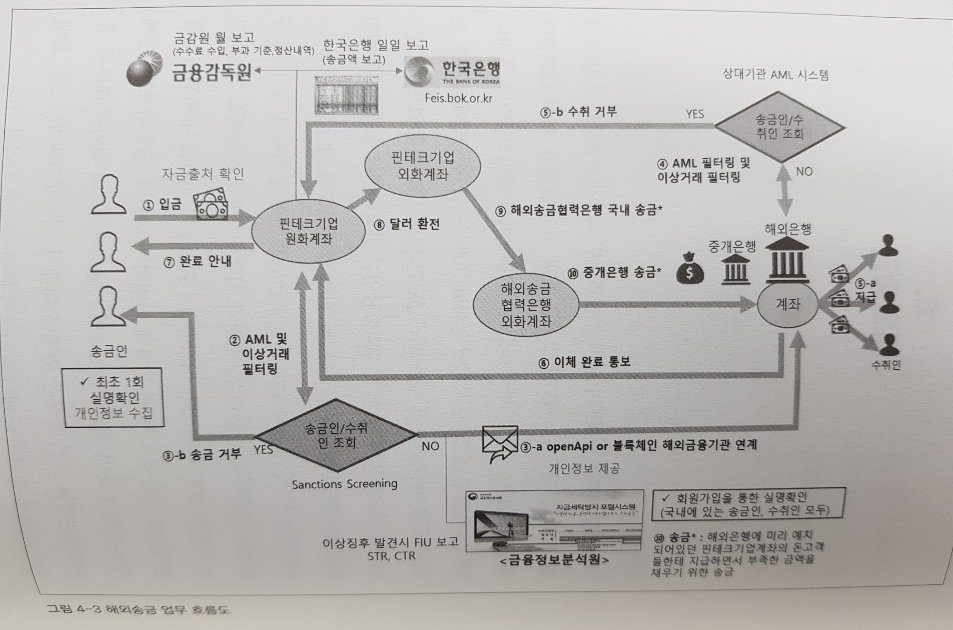 금감원 월 보고
(수수료 수입, 부과 기준,정산내역)
금융감독원
한국은행 일일 보고
(송금액 보고)
한국은행
THE BANK OF KOREA
Feis.bok.or.kr
상대기관 AML 시스템
⑤-b 수취 거부
YES
송금인/수
취인 조회
④ AML 필터링 및
이상거래 필터링
NO
자금출처 확인
① 입금
핀테크기업
외화계좌
핀테크기업
원화계좌
⑧ 달러 환전
⑨ 해외송금협력은행 국내 송금*
⑦ 완료 안내
해외은행
중개은행
⑩ 중개은행 송금*
$
해외송금
협력은행
외화계좌
계좌
⑤-a
지급
수취인
송금인
② AML 및
이상거래
필터링
⑥ 이체 완료 통보
✓ 최초 1회
실명확인
개인정보 수집
송금인/수취
인 조회
③-b 송금 거부
YES
NO
③-a openApi or 블록체인 해외금융기관 연계
개인정보 제공
Sanctions Screening
자금세탁방지 포털시스템
✓ 회원가입을 통한 실명확인
(국내에 있는 송금인, 수취인 모두)
이상징후 발견시 FIU 보고
STR, CTR
<금융정보분석원>
⑩ 송금* : 해외은행에 미리 예치
되어있던 핀테크기업계좌의 돈고객
들한테 지급하면서 부족한 금액을
채우기 위한 송금
그림 4-3 해외송금 업무 흐름도